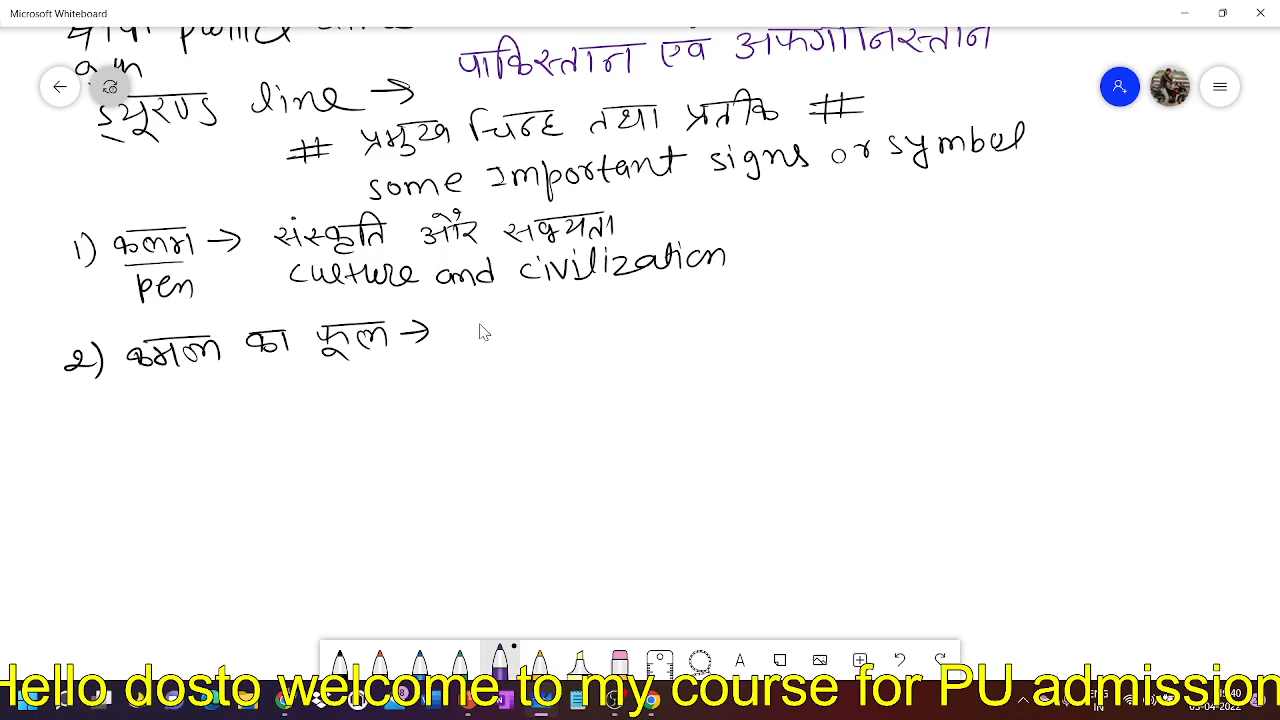 Microsoft Whiteboard
पाकिस्तान एवं अफगानिस्तान
ड्यूरण्ड line →
# प्रमुख चिन्ह तथा प्रतीक #
some Important signs or symbol
1) कलम → संस्कृति और सभ्यता
pen culture and civilization
2) कमल का फूल →
Hello dosto welcome to my course for PU admission